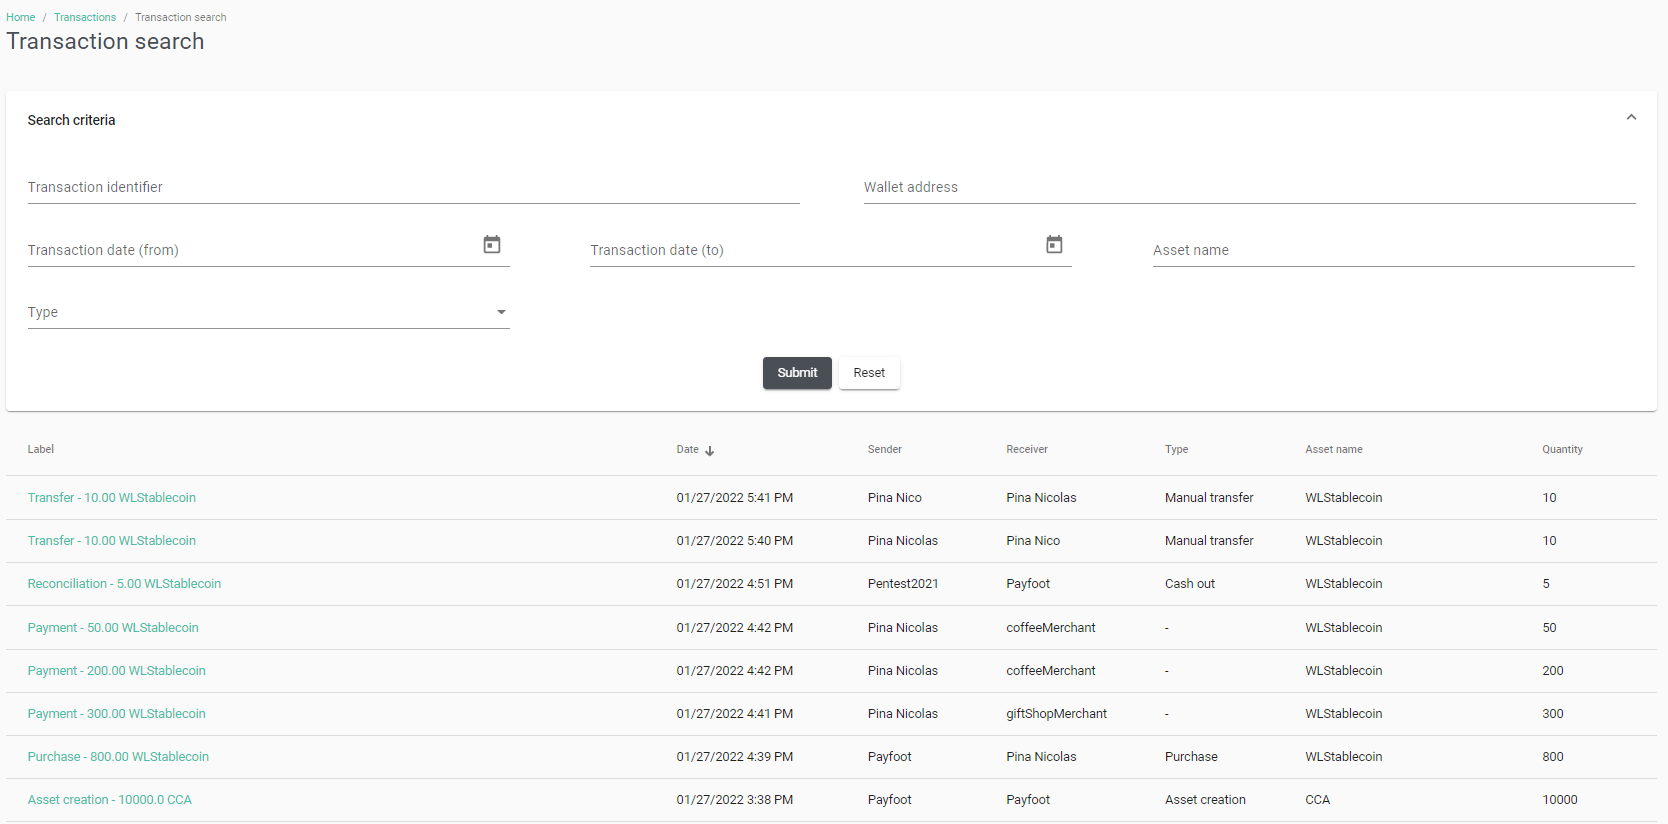 Home / Transactions / Transaction search
Transaction search
Search criteria
Transaction identifier Wallet address
Transaction date (from) Transaction date (to) Asset name
Type
Submit Reset
Label Date Sender Receiver Type Asset name Quantity
Transfer - 10.00 WLStablecoin 01/27/2022 5:41 PM Pina Nico Pina Nicolas Manual transfer WLStablecoin 10
Transfer - 10.00 WLStablecoin 01/27/2022 5:40 PM Pina Nicolas Pina Nico Manual transfer WLStablecoin 10
Reconciliation - 5.00 WLStablecoin 01/27/2022 4:51 PM Pentest2021 Payfoot Cash out WLStablecoin 5
Payment - 50.00 WLStablecoin 01/27/2022 4:42 PM Pina Nicolas coffeeMerchant - WLStablecoin 50
Payment - 200.00 WLStablecoin 01/27/2022 4:42 PM Pina Nicolas coffeeMerchant - WLStablecoin 200
Payment - 300.00 WLStablecoin 01/27/2022 4:41 PM Pina Nicolas giftShopMerchant - WLStablecoin 300
Purchase - 800.00 WLStablecoin 01/27/2022 4:39 PM Payfoot Pina Nicolas Purchase WLStablecoin 800
Asset creation - 10000.0 CCA 01/27/2022 3:38 PM Payfoot Payfoot Asset creation CCA 10000